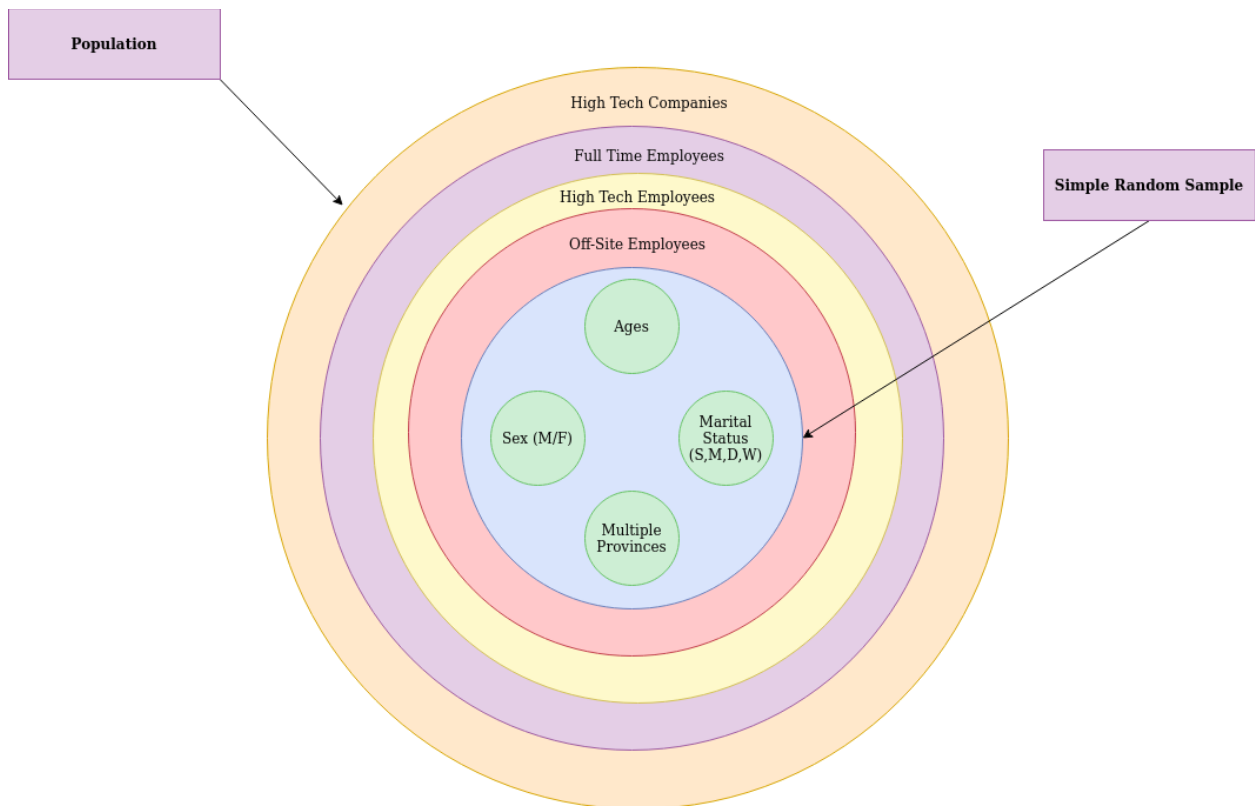 Population
High Tech Companies
Full Time Employees
Simple Random Sample
High Tech Employees
Off-Site Employees
Ages
Sex (M/F)
Marital
Status
(S,M,D,W)
Multiple
Provinces